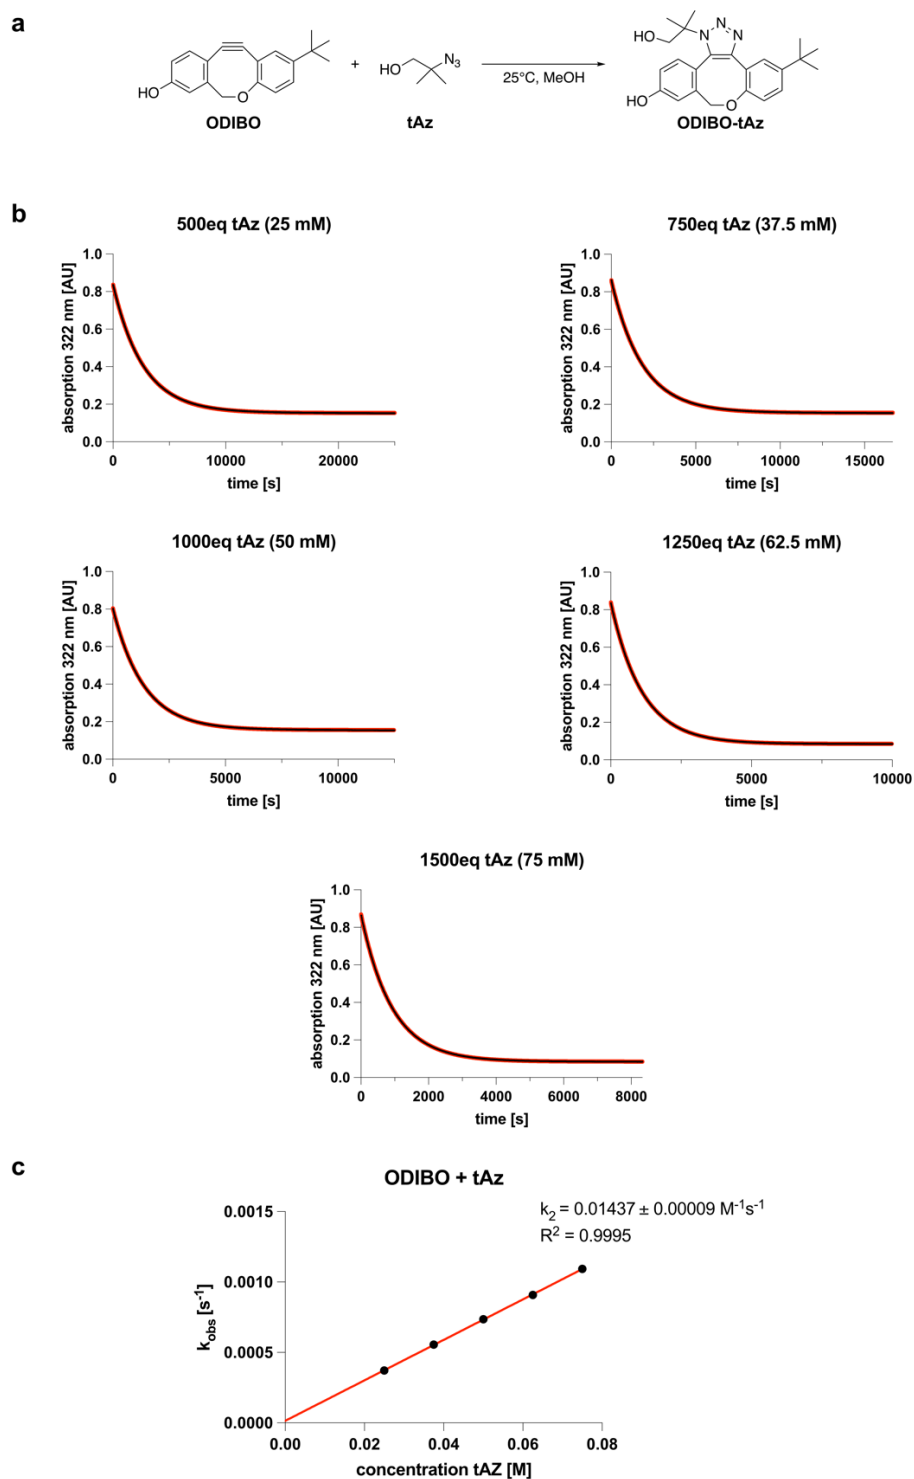 a
HO
O
ODIBO
+
HO
N3
tAz
25°C, MeOH
HO
N
N
N
HO
O
ODIBO-tAz
b
500eq tAz (25 mM)
absorption 322 nm [AU]
1.0
0.8
0.6
0.4
0.2
0.0
0 10000 20000
time [s]
750eq tAz (37.5 mM)
absorption 322 nm [AU]
1.0
0.8
0.6
0.4
0.2
0.0
0 5000 10000 15000
time [s]
1000eq tAz (50 mM)
absorption 322 nm [AU]
1.0
0.8
0.6
0.4
0.2
0.0
0 5000 10000
time [s]
1250eq tAz (62.5 mM)
absorption 322 nm [AU]
1.0
0.8
0.6
0.4
0.2
0.0
0 5000 10000
time [s]
1500eq tAz (75 mM)
absorption 322 nm [AU]
1.0
0.8
0.6
0.4
0.2
0.0
0 2000 4000 6000 8000
time [s]
c
ODIBO + tAz
k2 = 0.01437 ± 0.00009 M-1s-1
R2 = 0.9995
kobs [s-1]
0.0015
0.0010
0.0005
0.0000
0.00 0.02 0.04 0.06 0.08
concentration tAZ [M]